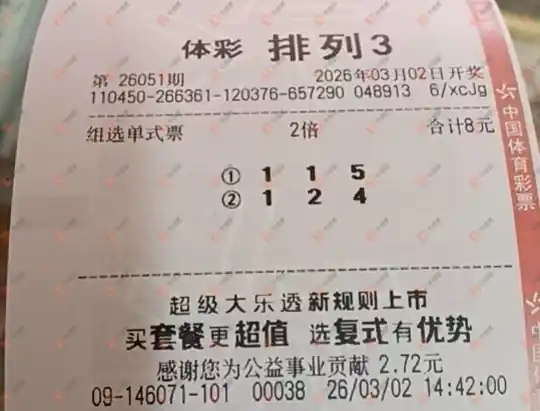 体彩 排列3
第 26051期 2026年03月02日开奖
110450-266361-120376-657290 048913 6/xcJg
组选单式票 2倍 合计8元
① 1 1 5
② 1 2 4
超级大乐透新规则上市
买套餐更超值 选复式有优势
感谢您为公益事业贡献 2.72元
09-146071-101 00038 26/03/02 14:42:00
中国体育彩票
中国体